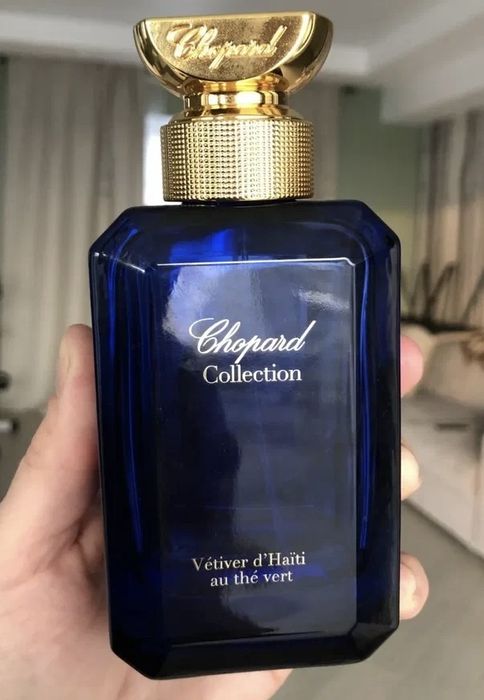 Chopard
Chopard
Collection
Vétiver d'Haïti
au thé vert